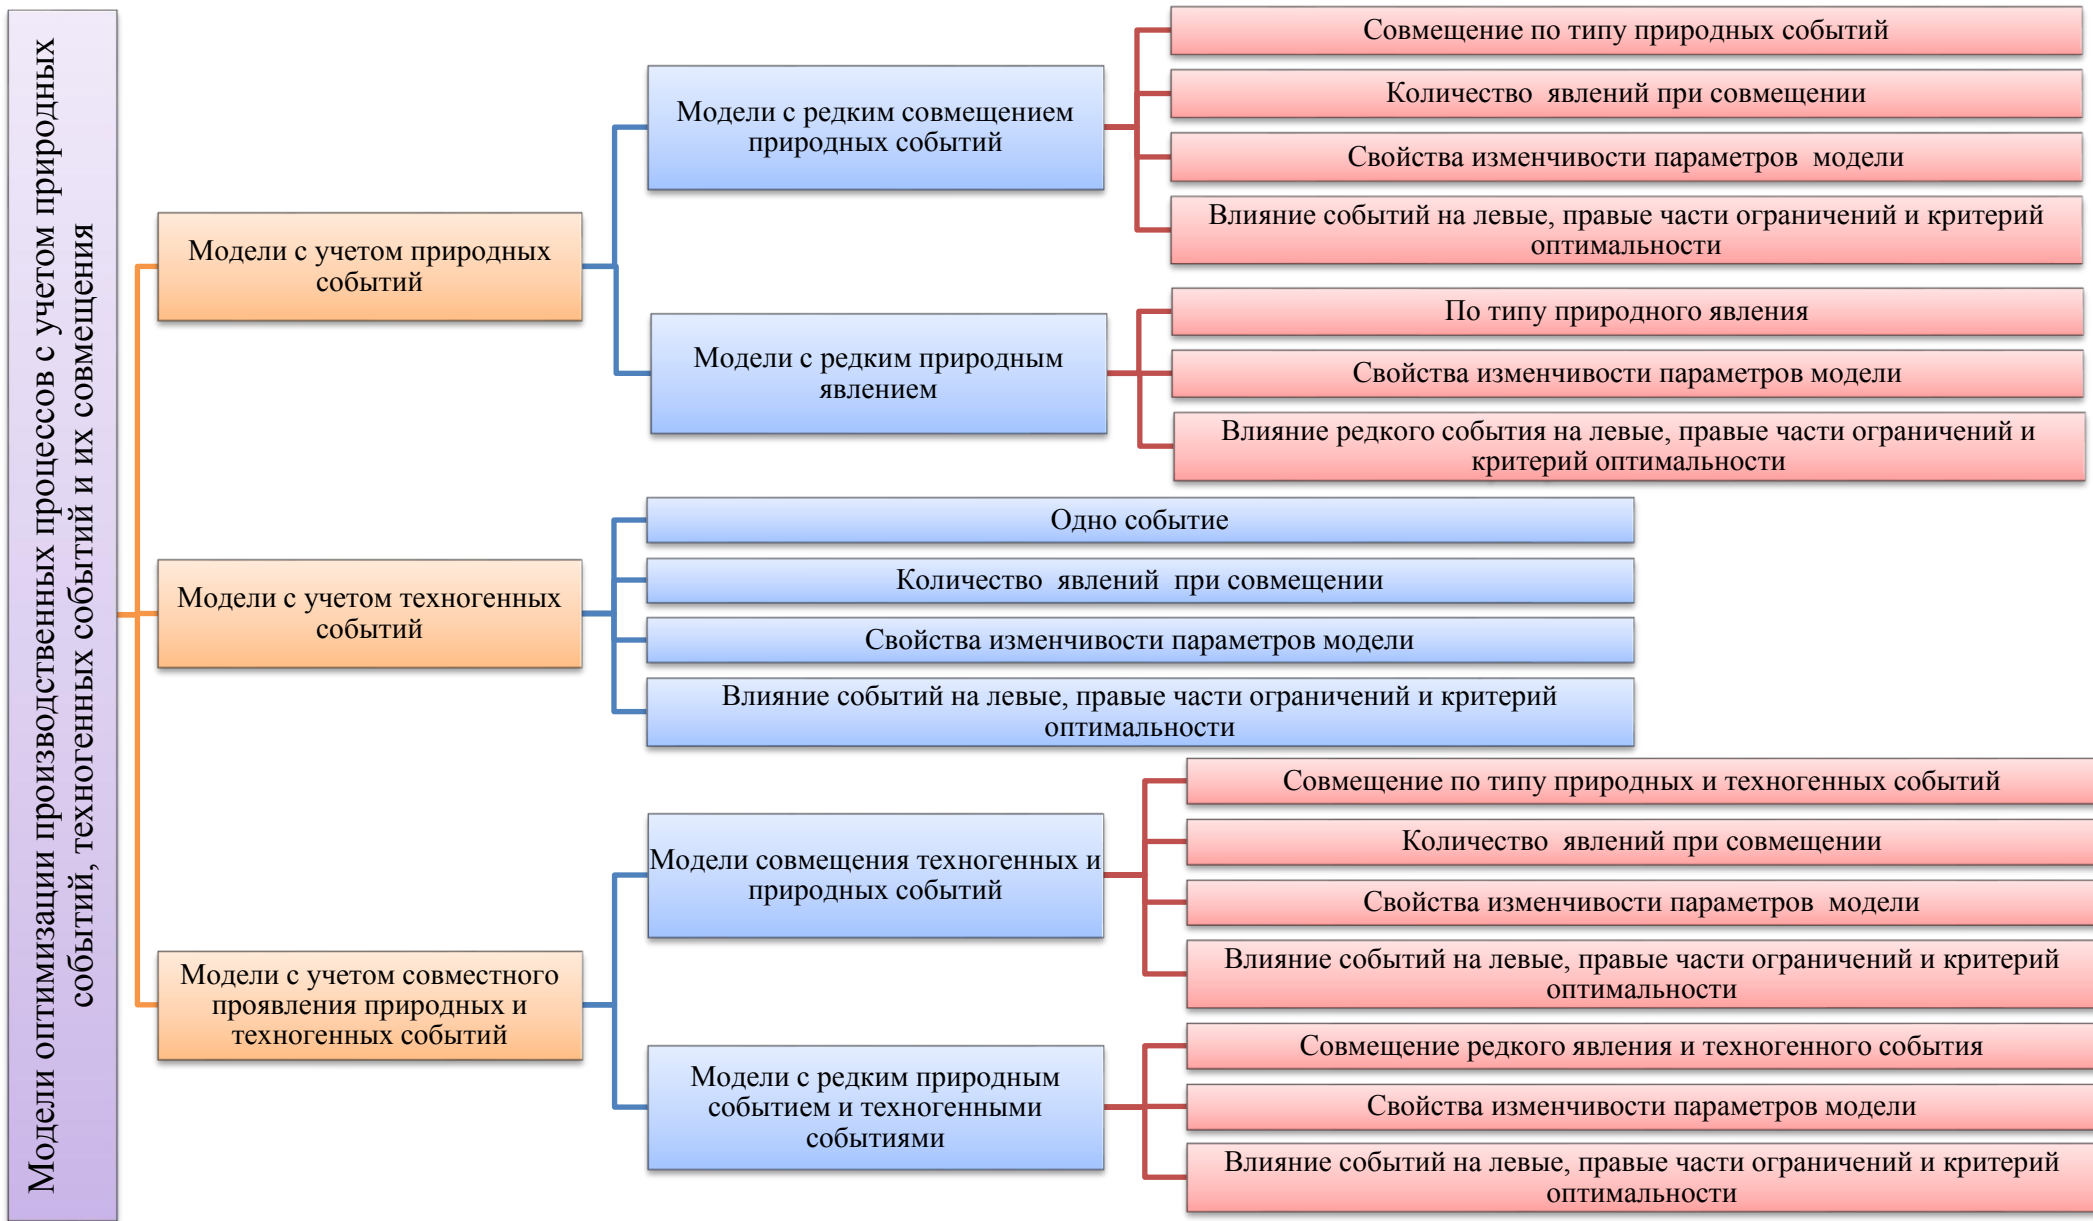 Модели оптимизации производственных процессов с учетом природных
событий, техногенных событий и их совмещения
Модели с учетом природных
событий
Модели с редким совмещением
природных событий
Совмещение по типу природных событий
Количество явлений при совмещении
Свойства изменчивости параметров модели
Влияние событий на левые, правые части ограничений и критерий
оптимальности
Модели с редким природным
явлением
По типу природного явления
Свойства изменчивости параметров модели
Влияние редкого события на левые, правые части ограничений и
критерий оптимальности
Модели с учетом техногенных
событий
Одно событие
Количество явлений при совмещении
Свойства изменчивости параметров модели
Влияние событий на левые, правые части ограничений и критерий
оптимальности
Модели с учетом совместного
проявления природных и
техногенных событий
Модели совмещения техногенных и
природных событий
Совмещение по типу природных и техногенных событий
Количество явлений при совмещении
Свойства изменчивости параметров модели
Влияние событий на левые, правые части ограничений и критерий
оптимальности
Модели с редким природным
событием и техногенными
событиями
Совмещение редкого явления и техногенного события
Свойства изменчивости параметров модели
Влияние событий на левые, правые части ограничений и критерий
оптимальности